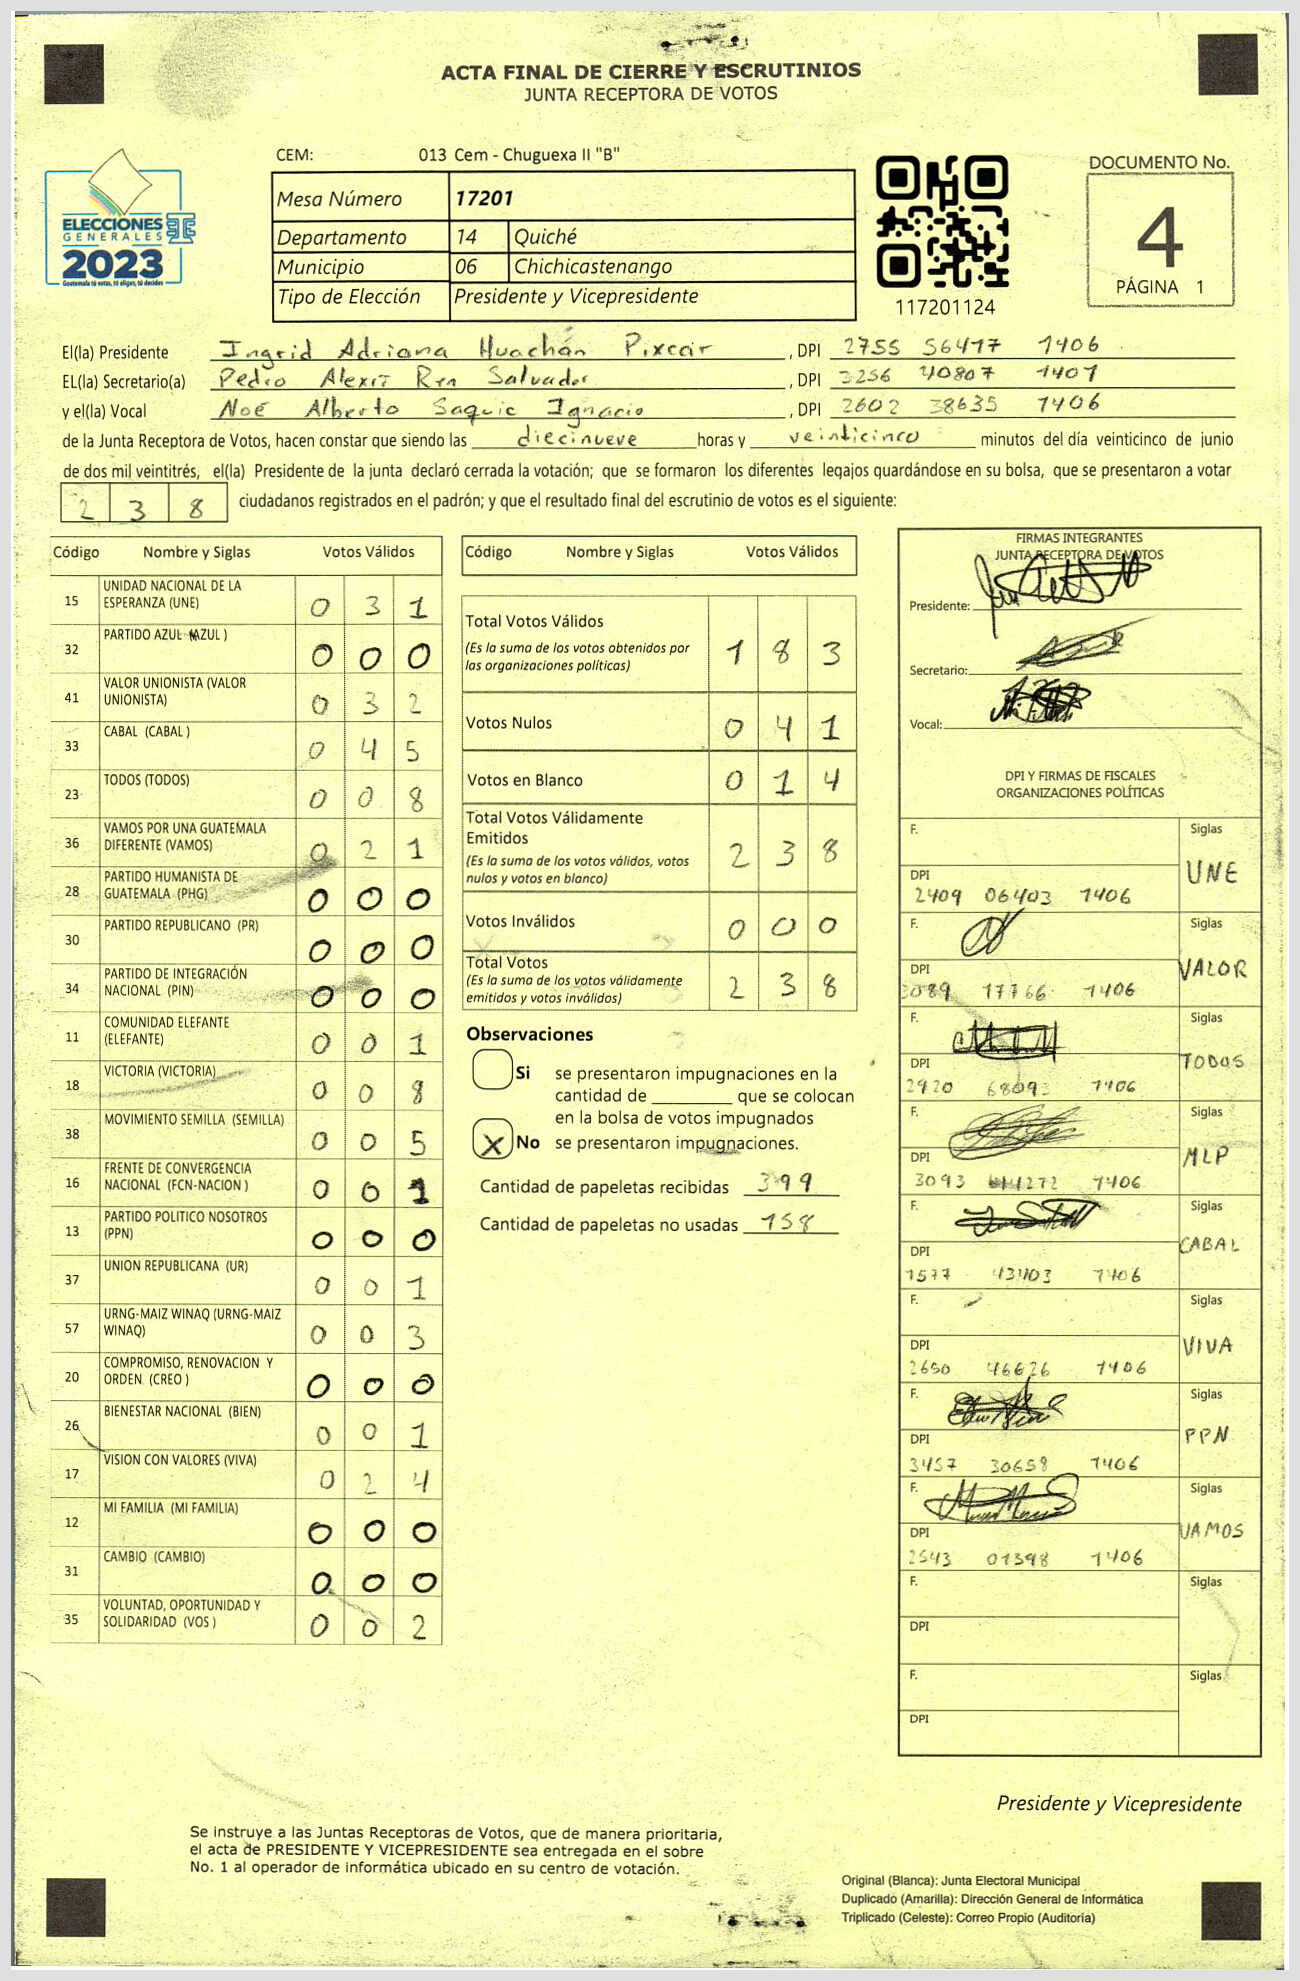 ACTA FINAL DE CIERRE Y ESCRUTINIOS
JUNTA RECEPTORA DE VOTOS
CEM: 013 Cem - Chuguexa II "B"
ELECCIONES
GENERALES
2023
Guatemala tú votas, tú eliges, tú decides
Mesa Número 17201
Departamento 14 Quiché
Municipio 06 Chichicastenango
Tipo de Elección Presidente y Vicepresidente
117201124
DOCUMENTO No.
4
PÁGINA 1
El(la) Presidente Ingrid Adriana Huachán Pixcar , DPI 2755 56417 1406
EL(la) Secretario(a) Pedro Alexit Ren Salvador , DPI 3256 40807 1401
y el(la) Vocal Noé Alberto Saquic Ignacio , DPI 2602 38635 1406
de la Junta Receptora de Votos, hacen constar que siendo las diecinueve horas y veinticinco minutos del día veinticinco de junio
de dos mil veintitrés, el(la) Presidente de la junta declaró cerrada la votación; que se formaron los diferentes legajos guardándose en su bolsa, que se presentaron a votar
238 ciudadanos registrados en el padrón; y que el resultado final del escrutinio de votos es el siguiente:
Código Nombre y Siglas Votos Válidos
15 UNIDAD NACIONAL DE LA ESPERANZA (UNE) 0 3 1
32 PARTIDO AZUL (AZUL ) 0 0 0
41 VALOR UNIONISTA (VALOR UNIONISTA) 0 3 2
33 CABAL (CABAL ) 0 4 5
23 TODOS (TODOS) 0 0 8
36 VAMOS POR UNA GUATEMALA DIFERENTE (VAMOS) 0 2 1
28 PARTIDO HUMANISTA DE GUATEMALA (PHG) 0 0 0
30 PARTIDO REPUBLICANO (PR) 0 0 0
34 PARTIDO DE INTEGRACIÓN NACIONAL (PIN) 0 0 0
11 COMUNIDAD ELEFANTE (ELEFANTE) 0 0 1
18 VICTORIA (VICTORIA) 0 0 8
38 MOVIMIENTO SEMILLA (SEMILLA) 0 0 5
16 FRENTE DE CONVERGENCIA NACIONAL (FCN-NACION ) 0 0 1
13 PARTIDO POLITICO NOSOTROS (PPN) 0 0 0
37 UNION REPUBLICANA (UR) 0 0 1
57 URNG-MAIZ WINAQ (URNG-MAIZ WINAQ) 0 0 3
20 COMPROMISO, RENOVACION Y ORDEN (CREO ) 0 0 0
26 BIENESTAR NACIONAL (BIEN) 0 0 1
17 VISION CON VALORES (VIVA) 0 2 4
12 MI FAMILIA (MI FAMILIA) 0 0 0
31 CAMBIO (CAMBIO) 0 0 0
35 VOLUNTAD, OPORTUNIDAD Y SOLIDARIDAD (VOS ) 0 0 2
Código Nombre y Siglas Votos Válidos
Total Votos Válidos 1 8 3
(Es la suma de los votos obtenidos por
las organizaciones políticas)
Votos Nulos 0 4 1
Votos en Blanco 0 1 4
Total Votos Válidamente
Emitidos 2 3 8
(Es la suma de los votos válidos, votos
nulos y votos en blanco)
Votos Inválidos 0 0 0
Total Votos 2 3 8
(Es la suma de los votos válidamente
emitidos y votos inválidos)
Observaciones
Si se presentaron impugnaciones en la
cantidad de ________ que se colocan
en la bolsa de votos impugnados
X No se presentaron impugnaciones.
Cantidad de papeletas recibidas 399
Cantidad de papeletas no usadas 158
FIRMAS INTEGRANTES
JUNTA RECEPTORA DE VOTOS
Presidente:
Secretario:
Vocal:
DPI Y FIRMAS DE FISCALES
ORGANIZACIONES POLÍTICAS
F. Siglas
UNE
DPI
2409 06403 1406
F. Siglas
VALOR
DPI
3089 17766 1406
F. Siglas
TODOS
DPI
2920 68093 1406
F. Siglas
MLP
DPI
3093 1406
F. Siglas
CABAL
DPI
1577 43403 1406
F. Siglas
VIVA
DPI
2650 46626 1406
F. Siglas
PPN
DPI
3457 30658 1406
F. Siglas
VAMOS
DPI
2543 01398 1406
F. Siglas
DPI
F. Siglas
DPI
Presidente y Vicepresidente
Se instruye a las Juntas Receptoras de Votos, que de manera prioritaria,
el acta de PRESIDENTE Y VICEPRESIDENTE sea entregada en el sobre
No. 1 al operador de informática ubicado en su centro de votación.
Original (Blanca): Junta Electoral Municipal
Duplicado (Amarilla): Dirección General de Informática
Triplicado (Celeste): Correo Propio (Auditoría)